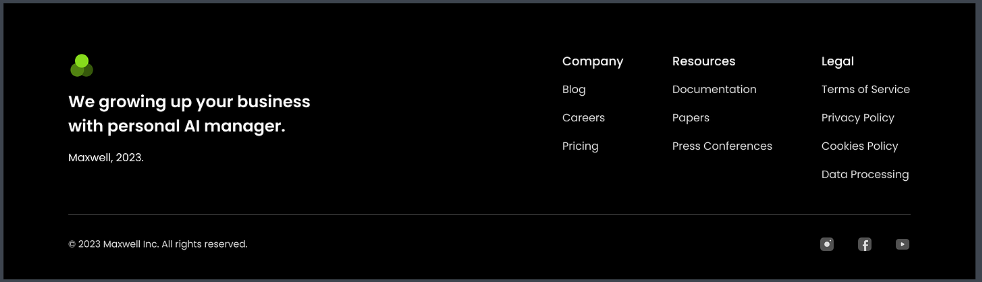 We growing up your business
with personal AI manager.
Maxwell, 2023.
Company
Blog
Careers
Pricing
Resources
Documentation
Papers
Press Conferences
Legal
Terms of Service
Privacy Policy
Cookies Policy
Data Processing
© 2023 Maxwell Inc. All rights reserved.